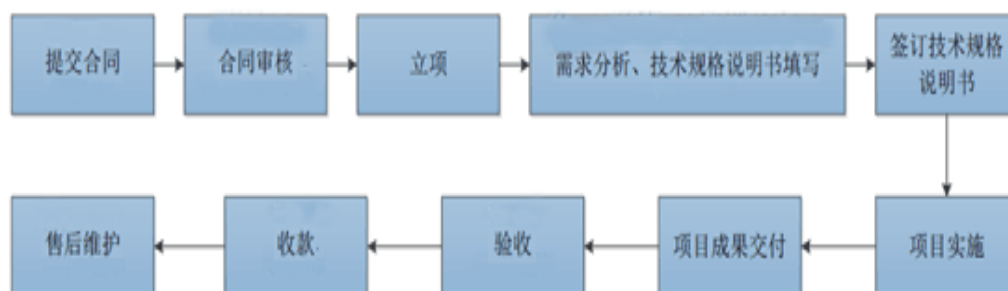 提交合同
合同审核
立项
需求分析、技术规格说明书填写
签订技术规格
说明书
项目实施
项目成果交付
验收
收款
售后维护